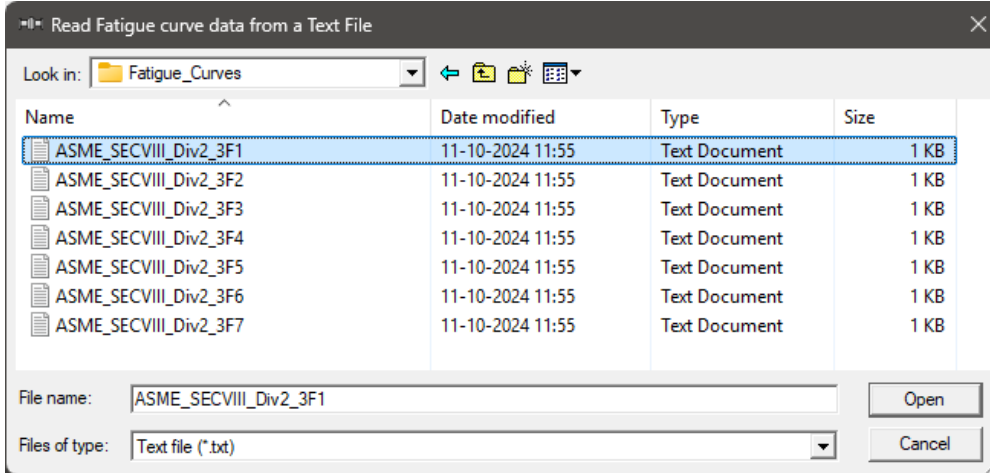 Read Fatigue curve data from a Text File
Look in: Fatigue_Curves
Name Date modified Type Size
ASME_SECVIII_Div2_3F1 11-10-2024 11:55 Text Document 1 KB
ASME_SECVIII_Div2_3F2 11-10-2024 11:55 Text Document 1 KB
ASME_SECVIII_Div2_3F3 11-10-2024 11:55 Text Document 1 KB
ASME_SECVIII_Div2_3F4 11-10-2024 11:55 Text Document 1 KB
ASME_SECVIII_Div2_3F5 11-10-2024 11:55 Text Document 1 KB
ASME_SECVIII_Div2_3F6 11-10-2024 11:55 Text Document 1 KB
ASME_SECVIII_Div2_3F7 11-10-2024 11:55 Text Document 1 KB
File name: ASME_SECVIII_Div2_3F1 Open
Files of type: Text file (*.txt) Cancel